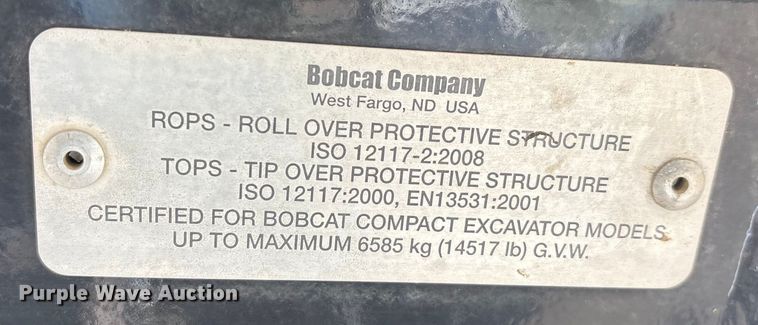 Bobcat Company
West Fargo, ND USA
ROPS - ROLL OVER PROTECTIVE STRUCTURE
ISO 12117-2:2008
TOPS - TIP OVER PROTECTIVE STRUCTURE
ISO 12117:2000, EN13531:2001
CERTIFIED FOR BOBCAT COMPACT EXCAVATOR MODELS
UP TO MAXIMUM 6585 kg (14517 lb) G.V.W.
Purple Wave Auction